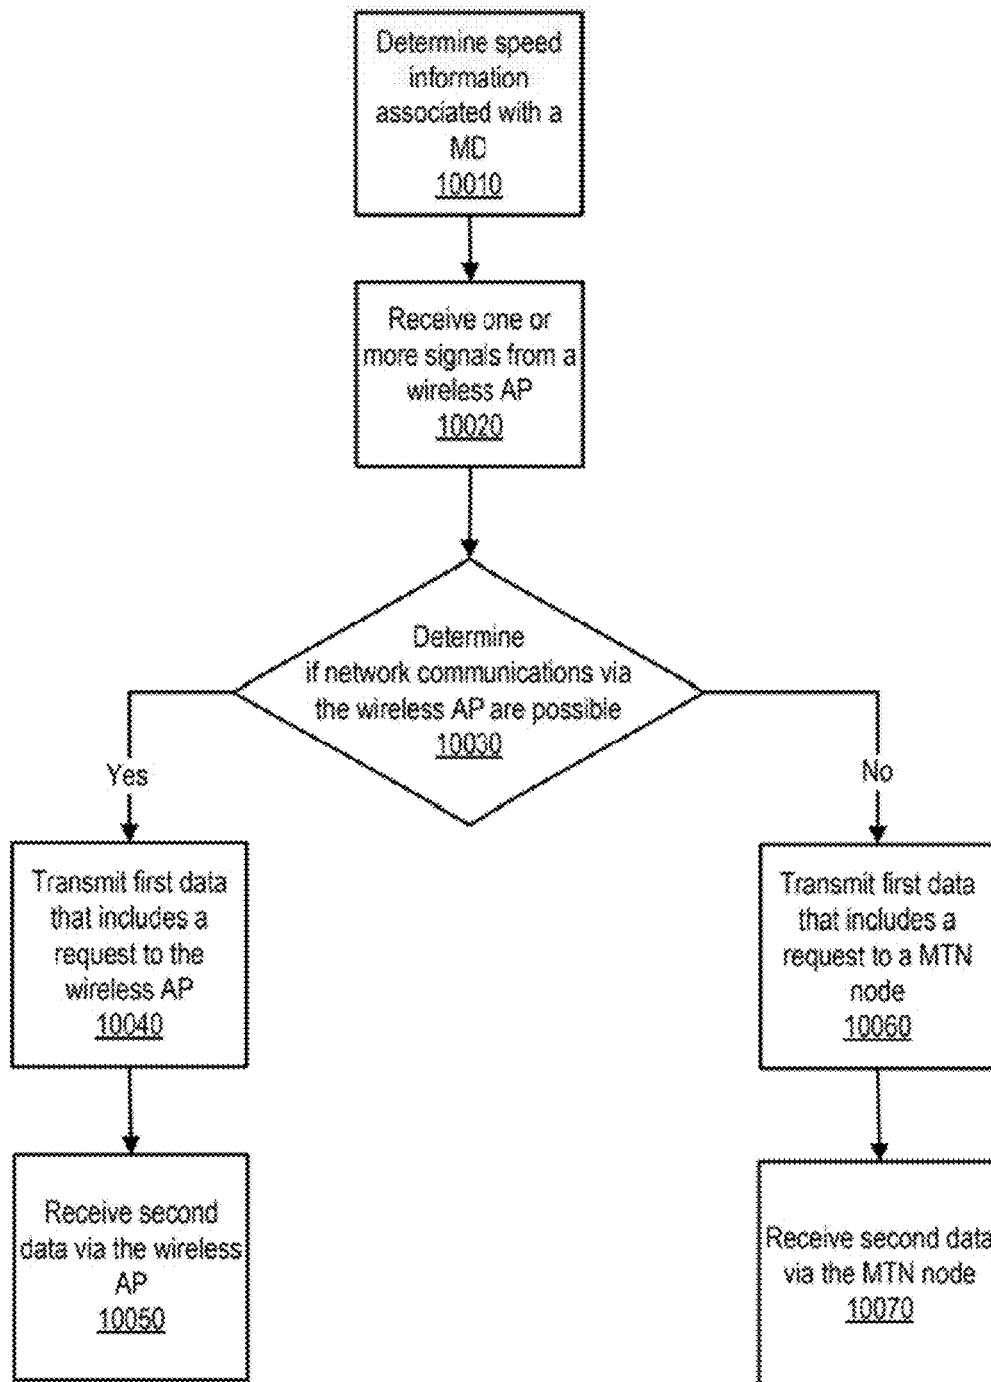 Determine speed
information
associated with a
MD
10010
Receive one or
more signals from a
wireless AP
10020
Determine
if network communications via
the wireless AP are possible
10030
Yes
No
Transmit first data
that includes a
request to the
wireless AP
10040
Transmit first data
that includes a
request to a MTN
node
10060
Receive second
data via the wireless
AP
10050
Receive second data
via the MTN node
10070